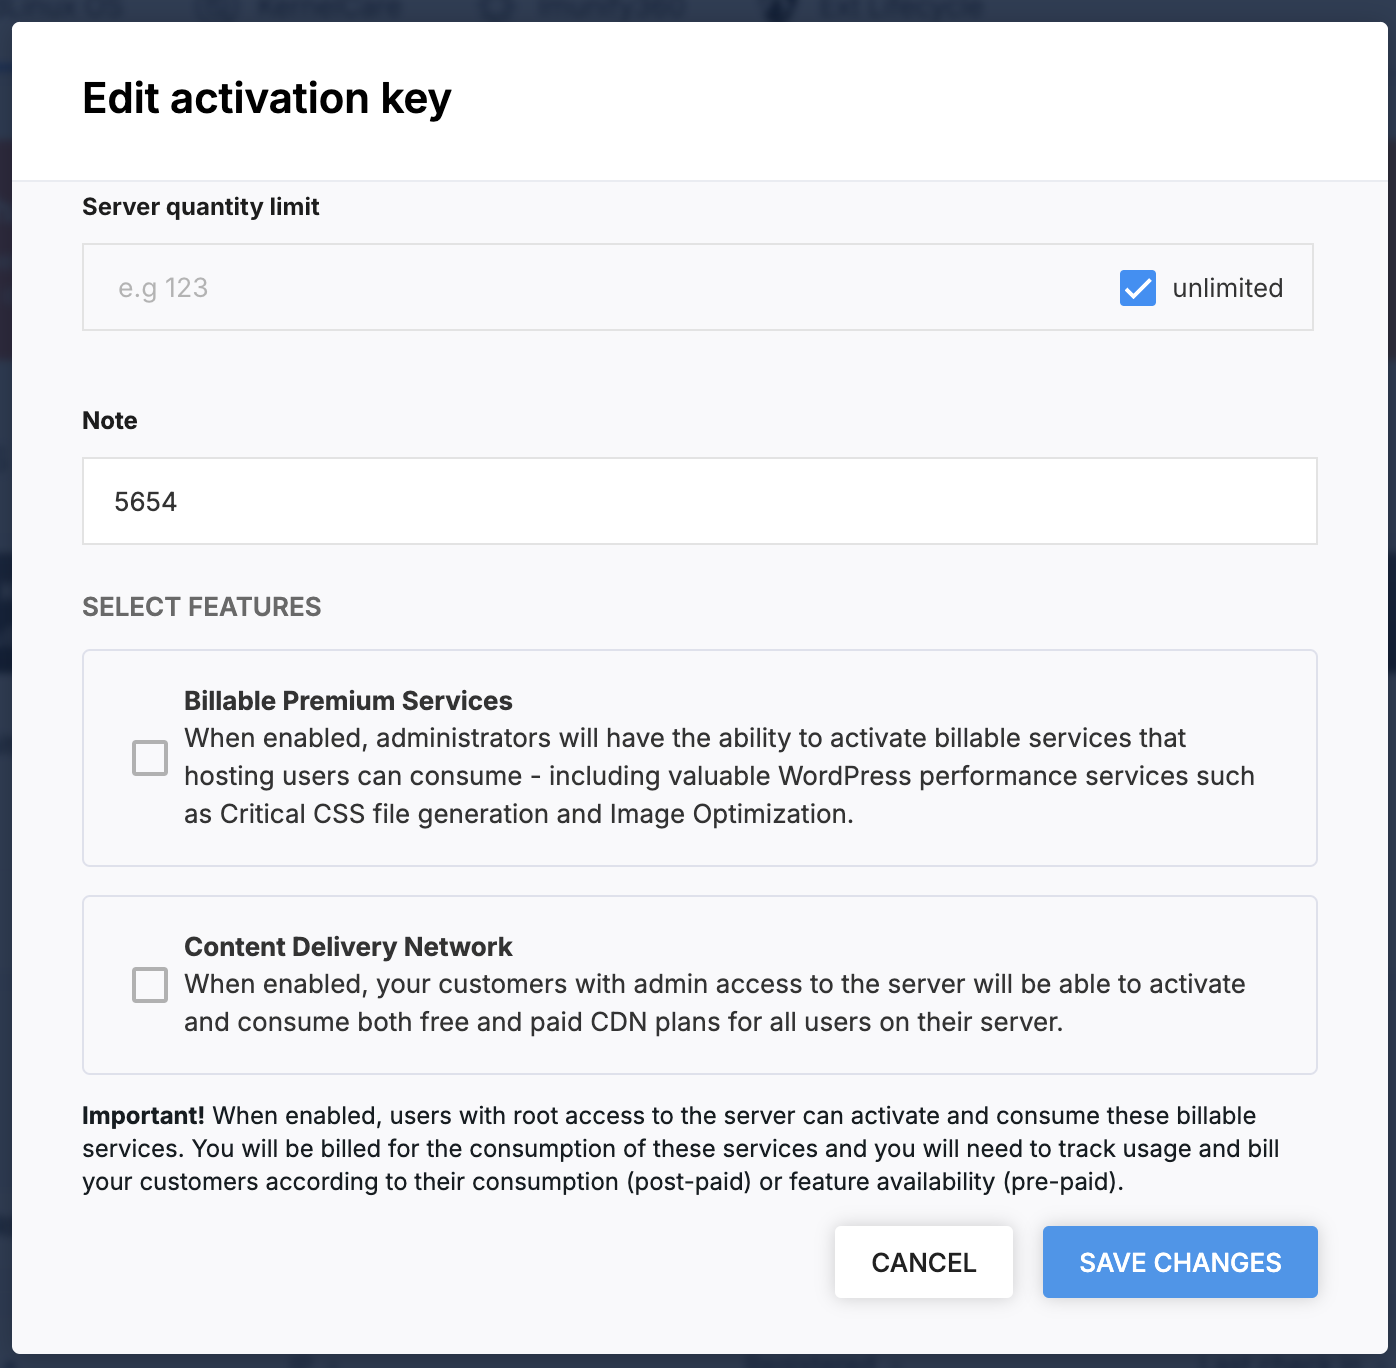 Edit activation key
Server quantity limit
e.g 123
unlimited
Note
5654
SELECT FEATURES
Billable Premium Services
When enabled, administrators will have the ability to activate billable services that
hosting users can consume - including valuable WordPress performance services such
as Critical CSS file generation and Image Optimization.
Content Delivery Network
When enabled, your customers with admin access to the server will be able to activate
and consume both free and paid CDN plans for all users on their server.
Important! When enabled, users with root access to the server can activate and consume these billable
services. You will be billed for the consumption of these services and you will need to track usage and bill
your customers according to their consumption (post-paid) or feature availability (pre-paid).
CANCEL
SAVE CHANGES